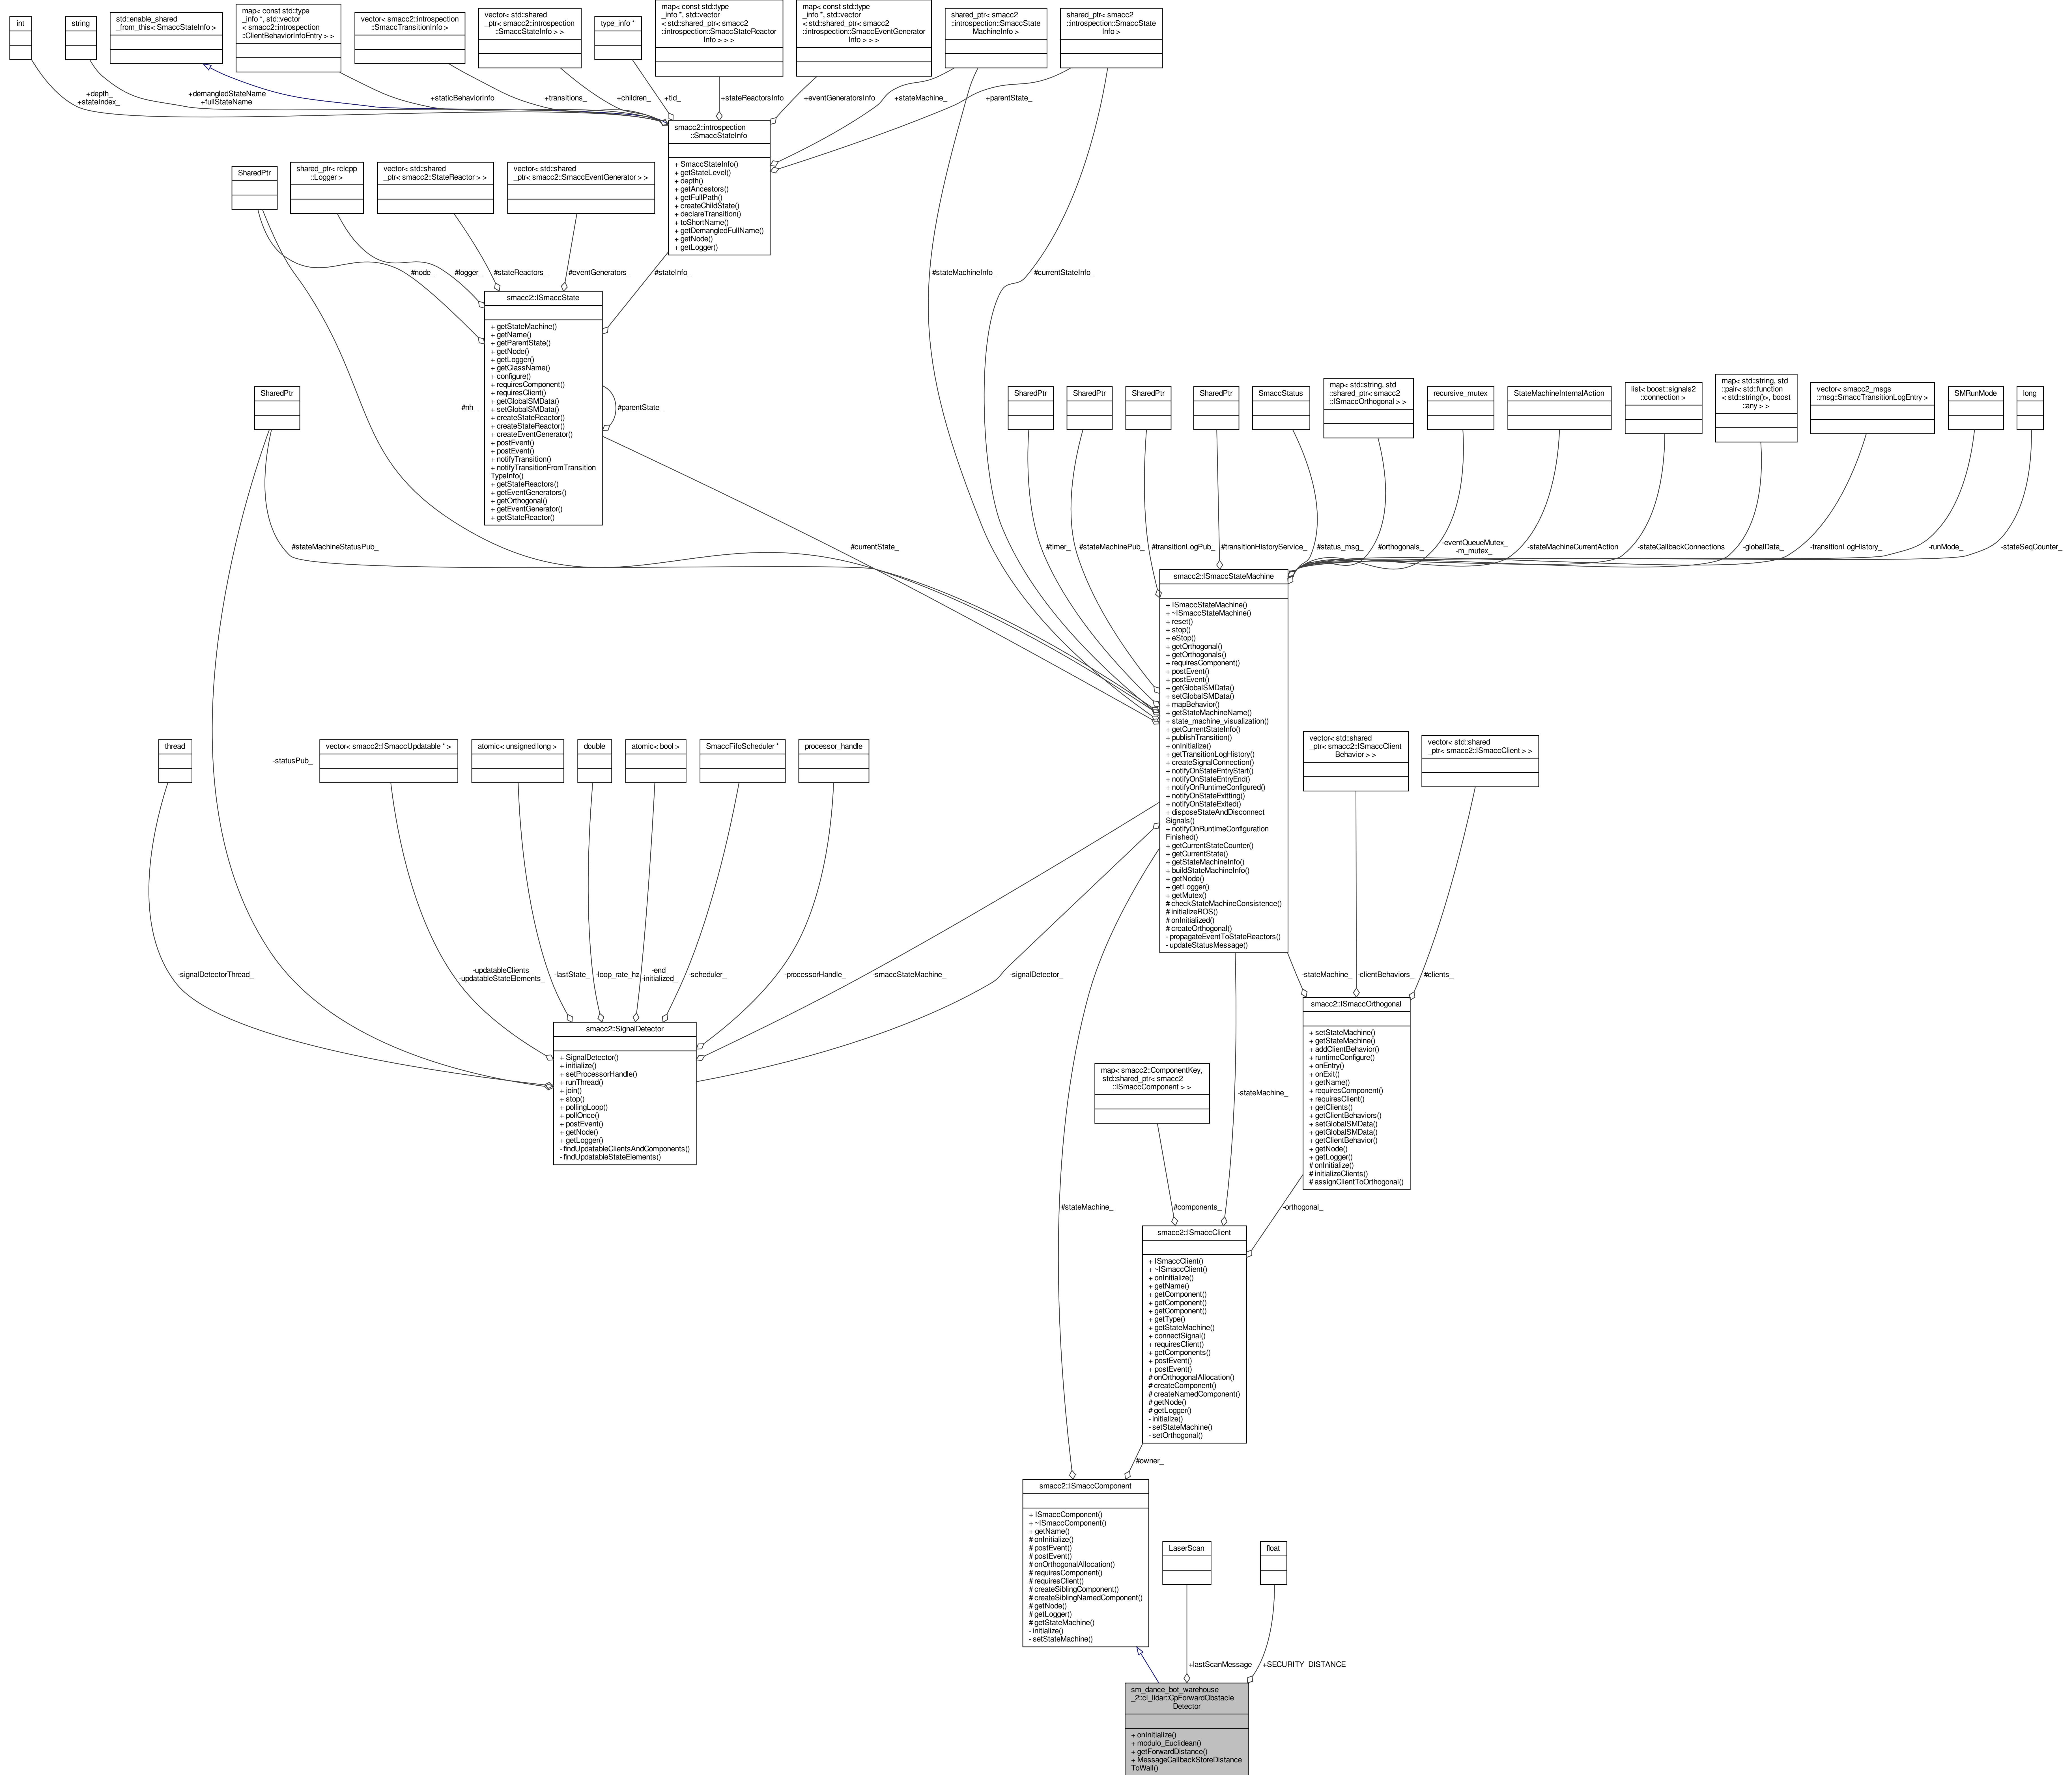 int
string
std::enable_shared
_from_this< SmaccStateInfo >
map< const std::type
_info *, std::vector
< smacc2::introspection
::ClientBehaviorInfoEntry > >
vector< smacc2::introspection
::SmaccTransitionInfo >
vector< std::shared
_ptr< smacc2::introspection
::SmaccStateInfo > >
type_info *
map< const std::type
_info *, std::vector
< std::shared_ptr< smacc2
::introspection::SmaccStateReactor
Info > > >
map< const std::type
_info *, std::vector
< std::shared_ptr< smacc2
::introspection::SmaccEventGenerator
Info > > >
shared_ptr< smacc2
::introspection::SmaccState
MachineInfo >
shared_ptr< smacc2
::introspection::SmaccState
Info >
+depth_
+stateIndex_
+demangledStateName
+fullStateName
+staticBehaviorInfo
+transitions_
+children_
+tid_
+stateReactorsInfo
+eventGeneratorsInfo
+stateMachine_
+parentState_
smacc2::introspection
::SmaccStateInfo
+ SmaccStateInfo()
+ getStateLevel()
+ depth()
+ getAncestors()
+ getFullPath()
+ createChildState()
+ declareTransition()
+ toShortName()
+ getDemangledFullName()
+ getNode()
+ getLogger()
SharedPtr
shared_ptr< rclcpp
::Logger >
vector< std::shared
_ptr< smacc2::StateReactor > >
vector< std::shared
_ptr< smacc2::SmaccEventGenerator > >
#node_
#logger_
#stateReactors_
#eventGenerators_
#stateInfo_
#stateMachineInfo_
#currentStateInfo_
smacc2::ISmaccState
+ getStateMachine()
+ getName()
+ getParentState()
+ getNode()
+ getLogger()
+ getClassName()
+ configure()
+ requiresComponent()
+ requiresClient()
+ getGlobalSMData()
+ setGlobalSMData()
+ createStateReactor()
+ createStateReactor()
+ createEventGenerator()
+ postEvent()
+ postEvent()
+ notifyTransition()
+ notifyTransitionFromTransition
TypeInfo()
+ getStateReactors()
+ getEventGenerators()
+ getOrthogonal()
+ getEventGenerator()
+ getStateReactor()
#parentState_
#nh_
SharedPtr
SharedPtr
SharedPtr
SharedPtr
SharedPtr
SmaccStatus
map< std::string, std
::shared_ptr< smacc2
::ISmaccOrthogonal > >
recursive_mutex
StateMachineInternalAction
list< boost::signals2
::connection >
map< std::string, std
::pair< std::function
< std::string()>, boost
::any > >
vector< smacc2_msgs
::msg::SmaccTransitionLogEntry >
SMRunMode
long
#stateMachineStatusPub_
#currentState_
#timer_
#stateMachinePub_
#transitionLogPub_
#transitionHistoryService_
#status_msg_
#orthogonals_
-eventQueueMutex_
-m_mutex_
-stateMachineCurrentAction
-stateCallbackConnections
-globalData_
-transitionLogHistory_
-runMode_
-stateSeqCounter_
smacc2::ISmaccStateMachine
+ ISmaccStateMachine()
+ ~ISmaccStateMachine()
+ reset()
+ stop()
+ eStop()
+ getOrthogonal()
+ getOrthogonals()
+ requiresComponent()
+ postEvent()
+ postEvent()
+ getGlobalSMData()
+ setGlobalSMData()
+ mapBehavior()
+ getStateMachineName()
+ state_machine_visualization()
+ getCurrentStateInfo()
+ publishTransition()
+ onInitialize()
+ getTransitionLogHistory()
+ createSignalConnection()
+ notifyOnStateEntryStart()
+ notifyOnStateEntryEnd()
+ notifyOnRuntimeConfigured()
+ notifyOnStateExitting()
+ notifyOnStateExited()
+ disposeStateAndDisconnect
Signals()
+ notifyOnRuntimeConfiguration
Finished()
+ getCurrentStateCounter()
+ getCurrentState()
+ getStateMachineInfo()
+ buildStateMachineInfo()
+ getNode()
+ getLogger()
+ getMutex()
# checkStateMachineConsistence()
# initializeROS()
# onInitialized()
# createOrthogonal()
- propagateEventToStateReactors()
- updateStatusMessage()
thread
-statusPub_
vector< smacc2::ISmaccUpdatable * >
atomic< unsigned long >
double
atomic< bool >
SmaccFifoScheduler *
processor_handle
vector< std::shared
_ptr< smacc2::ISmaccClient
Behavior > >
vector< std::shared
_ptr< smacc2::ISmaccClient > >
-signalDetectorThread_
-updatableClients_
-updatableStateElements_
-lastState_
-loop_rate_hz
-end_
-initialized_
-scheduler_
-processorHandle_
-smaccStateMachine_
-signalDetector_
-stateMachine_
-clientBehaviors_
#clients_
smacc2::SignalDetector
+ SignalDetector()
+ initialize()
+ setProcessorHandle()
+ runThread()
+ join()
+ stop()
+ pollingLoop()
+ pollOnce()
+ postEvent()
+ getNode()
+ getLogger()
- findUpdatableClientsAndComponents()
- findUpdatableStateElements()
smacc2::ISmaccOrthogonal
+ setStateMachine()
+ getStateMachine()
+ addClientBehavior()
+ runtimeConfigure()
+ onEntry()
+ onExit()
+ getName()
+ requiresComponent()
+ requiresClient()
+ getClients()
+ getClientBehaviors()
+ setGlobalSMData()
+ getGlobalSMData()
+ getClientBehavior()
+ getNode()
+ getLogger()
# onInitialize()
# initializeClients()
# assignClientToOrthogonal()
map< smacc2::ComponentKey,
std::shared_ptr< smacc2
::ISmaccComponent > >
-stateMachine_
#stateMachine_
#components_
-orthogonal_
smacc2::ISmaccClient
+ ISmaccClient()
+ ~ISmaccClient()
+ onInitialize()
+ getName()
+ getComponent()
+ getComponent()
+ getComponent()
+ getType()
+ getStateMachine()
+ connectSignal()
+ requiresClient()
+ getComponents()
+ postEvent()
+ postEvent()
# onOrthogonalAllocation()
# createComponent()
# createNamedComponent()
# getNode()
# getLogger()
- initialize()
- setStateMachine()
- setOrthogonal()
#owner_
smacc2::ISmaccComponent
+ ISmaccComponent()
+ ~ISmaccComponent()
+ getName()
# onInitialize()
# postEvent()
# postEvent()
# onOrthogonalAllocation()
# requiresComponent()
# requiresClient()
# createSiblingComponent()
# createSiblingNamedComponent()
# getNode()
# getLogger()
# getStateMachine()
- initialize()
- setStateMachine()
LaserScan
float
+lastScanMessage_
+SECURITY_DISTANCE
sm_dance_bot_warehouse
_2::cl_lidar::CpForwardObstacle
Detector
+ onInitialize()
+ modulo_Euclidean()
+ getForwardDistance()
+ MessageCallbackStoreDistance
ToWall()